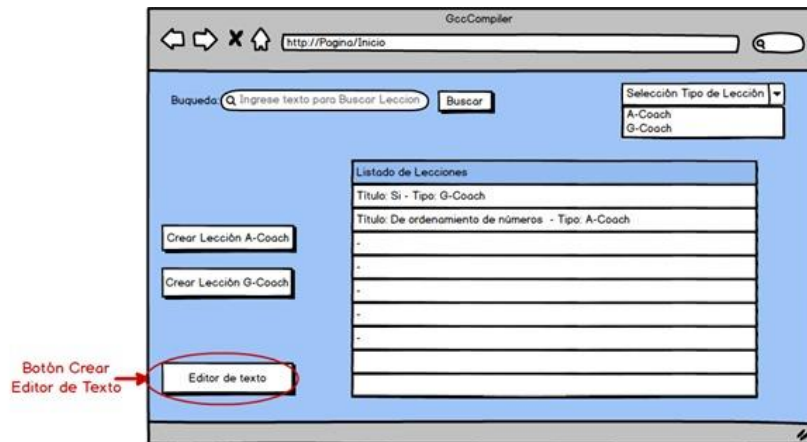 GccCompiler
http://Pagina/Inicio
Buqueda:
Ingrese texto para Buscar Leccion
Buscar
Selección Tipo de Lección
A-Coach
G-Coach
Listado de Lecciones
Título: Si - Tipo: G-Coach
Título: De ordenamiento de números - Tipo: A-Coach
-
-
-
-
-
Crear Lección A-Coach
Crear Lección G-Coach
Editor de texto
Botón Crear
Editor de Texto